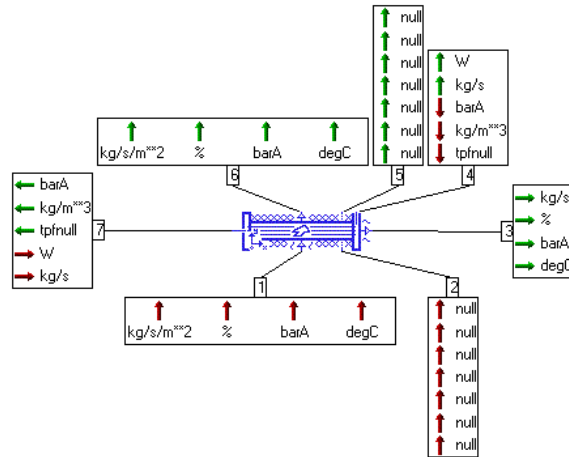 null
null
null
null
null
null
null
W
kg/s
barA
kg/m**3
tpfnull
kg/s/m**2 % barA degC
6
5
4
barA
kg/m**3
tpfnull
W
kg/s
7
3
kg/s
%
barA
degC
1
2
kg/s/m**2 % barA degC
null
null
null
null
null
null
null